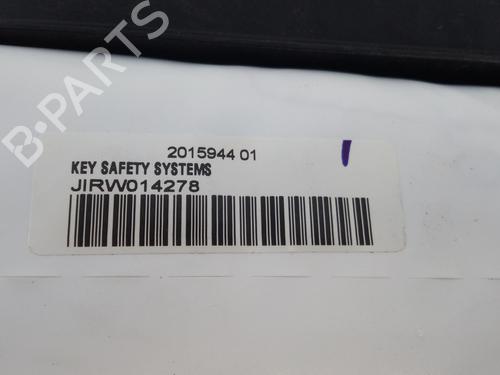 B-PARTS
2015944 01
KEY SAFETY SYSTEMS
JIRW014278